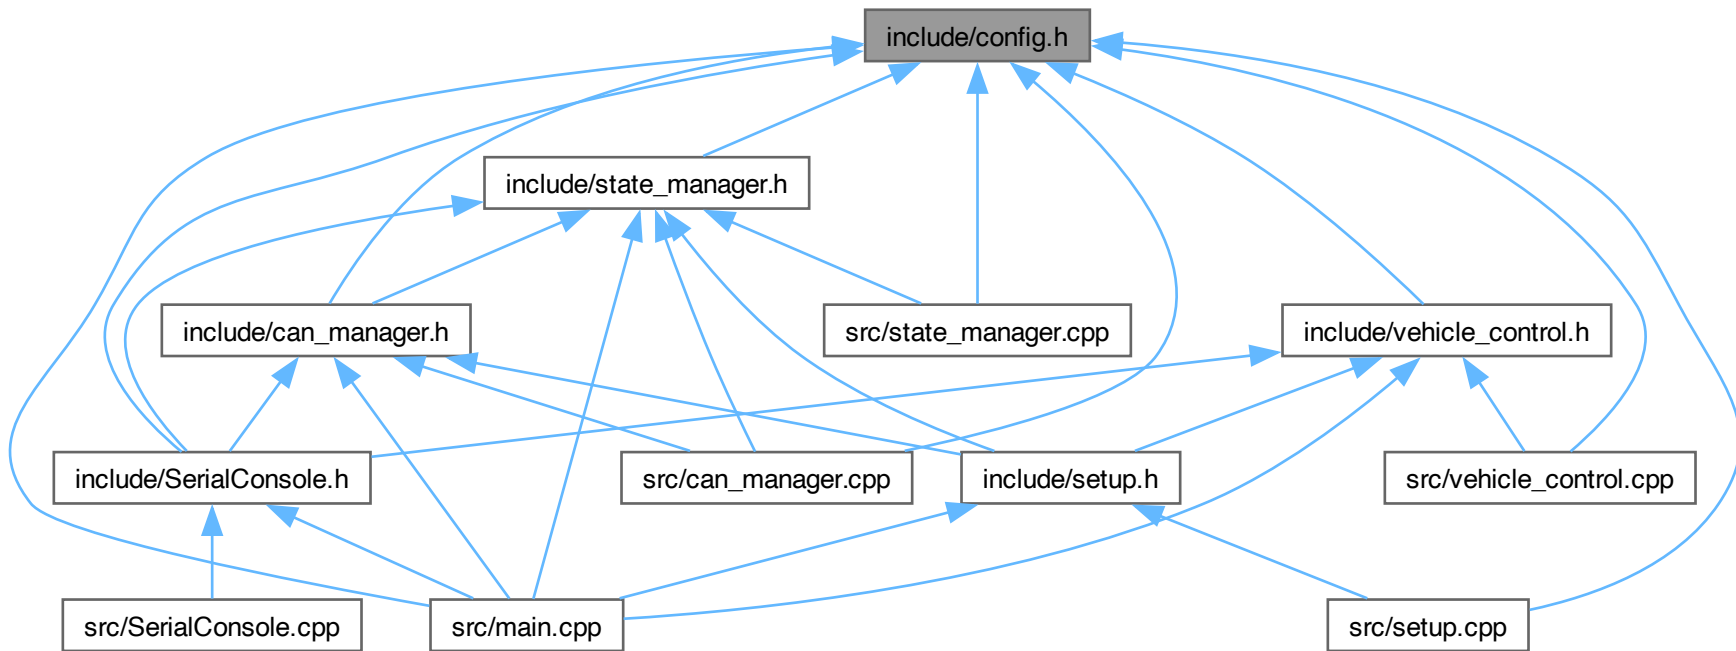 include/config.h
include/state_manager.h
include/can_manager.h
src/state_manager.cpp
include/vehicle_control.h
include/SerialConsole.h
src/can_manager.cpp
include/setup.h
src/vehicle_control.cpp
src/SerialConsole.cpp
src/main.cpp
src/setup.cpp